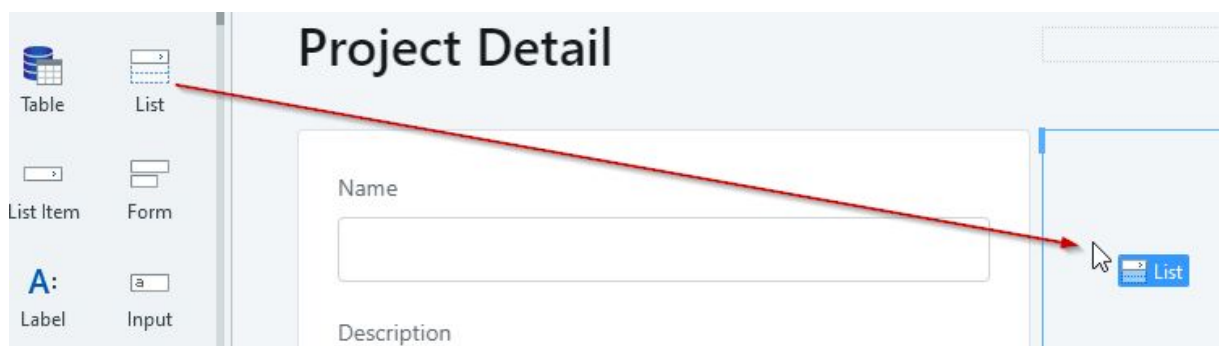 Project Detail
Table
List
List Item
Form
A:
Label
a
Input
Name
Description
List